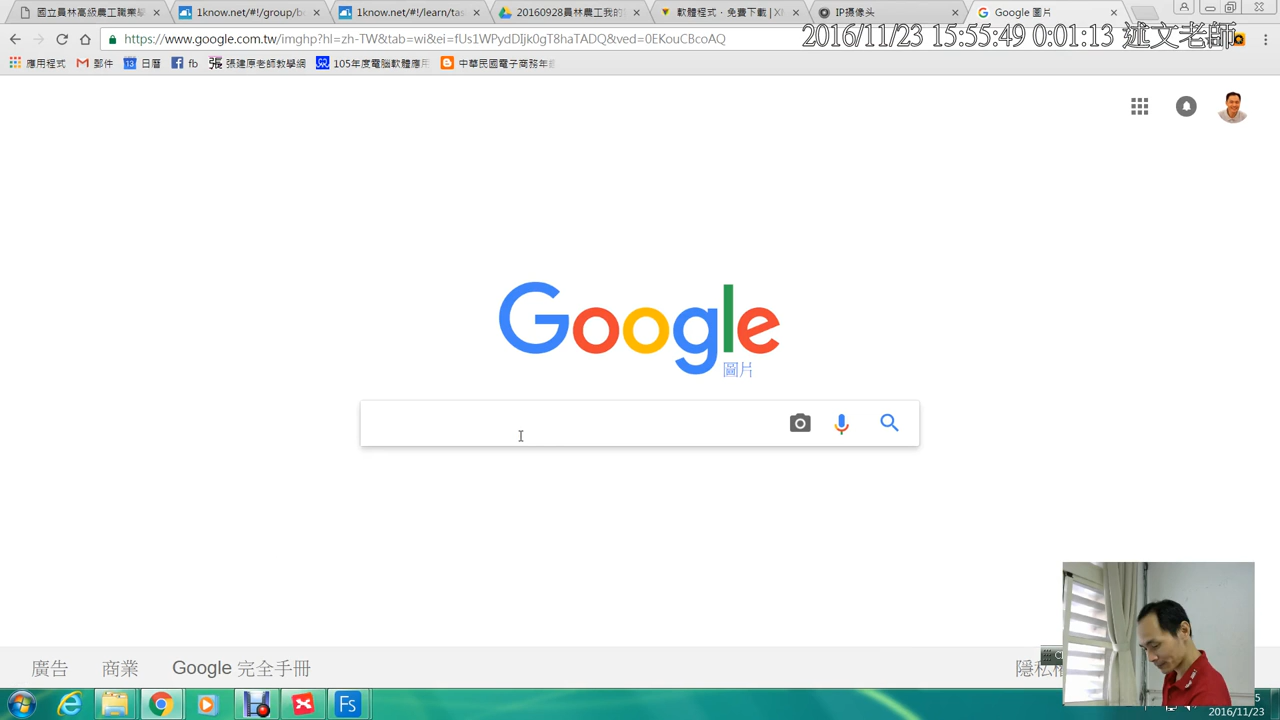 國立員林高級農工職業學
1know.net/#!/group/bo
1know.net/#!/learn/tas
20160928員林農工我的
軟體程式 · 免費下載 | XI
IP摄像头
Google 圖片
https://www.google.com.tw/imghp?hl=zh-TW&tab=wi&ei=fUs1WPydDIjk0gT8haTADQ&ved=0EKouCBcoAQ
2016/11/23 15:55:49 0:01:13 述文老師
應用程式
郵件
13 日曆
fb
張建原老師教學網
105年度電腦軟體應用
中華民國電子商務年
Google
圖片
廣告
商業
Google 完全手冊
隱私權
Fs
2016/11/23